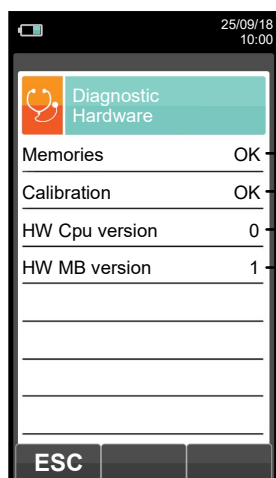 25/09/18
10:00
Diagnostic
Hardware
Memories OK
Calibration OK
HW Cpu version 0
HW MB version 1
ESC